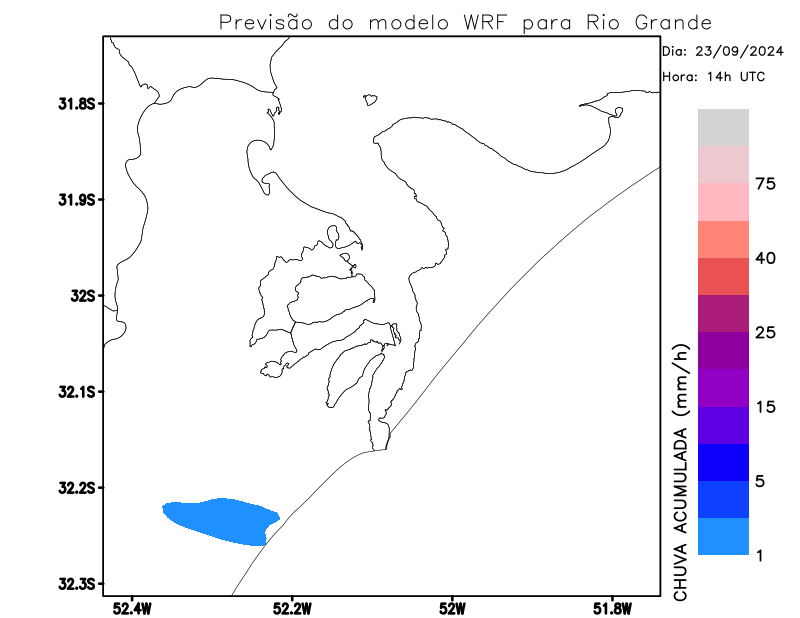 Previsão do modelo WRF para Rio Grande
Dia: 23/09/2024
Hora: 14h UTC
31.8S
31.9S
32S
32.1S
32.2S
32.3S
52.4W
52.2W
52W
51.8W
75
40
25
15
5
1
CHUVA ACUMULADA (mm/h)